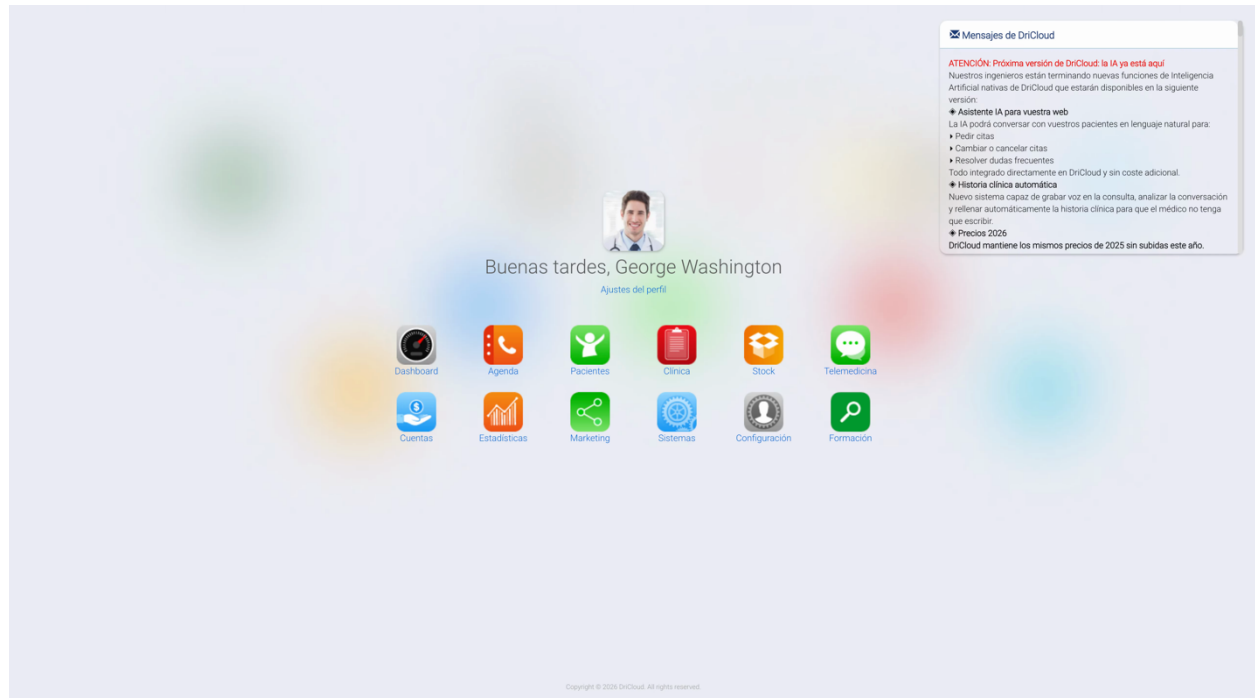 Mensajes de DriCloud
ATENCIÓN: Próxima versión de DriCloud: la IA ya está aquí
Nuestros ingenieros están terminando nuevas funciones de Inteligencia
Artificial nativas de DriCloud que estarán disponibles en la siguiente
versión:
◈ Asistente IA para vuestra web
La IA podrá conversar con vuestros pacientes en lenguaje natural para:
‣ Pedir citas
‣ Cambiar o cancelar citas
‣ Resolver dudas frecuentes
Todo integrado directamente en DriCloud y sin coste adicional.
◈ Historia clínica automática
Nuevo sistema capaz de grabar voz en la consulta, analizar la conversación
y rellenar automáticamente la historia clínica para que el médico no tenga
que escribir.
◈ Precios 2026
DriCloud mantiene los mismos precios de 2025 sin subidas este año.
Buenas tardes, George Washington
Ajustes del perfil
Dashboard Agenda Pacientes Clínica Stock Telemedicina
Cuentas Estadísticas Marketing Sistemas Configuración Formación
Copyright © 2026 DriCloud. All rights reserved.